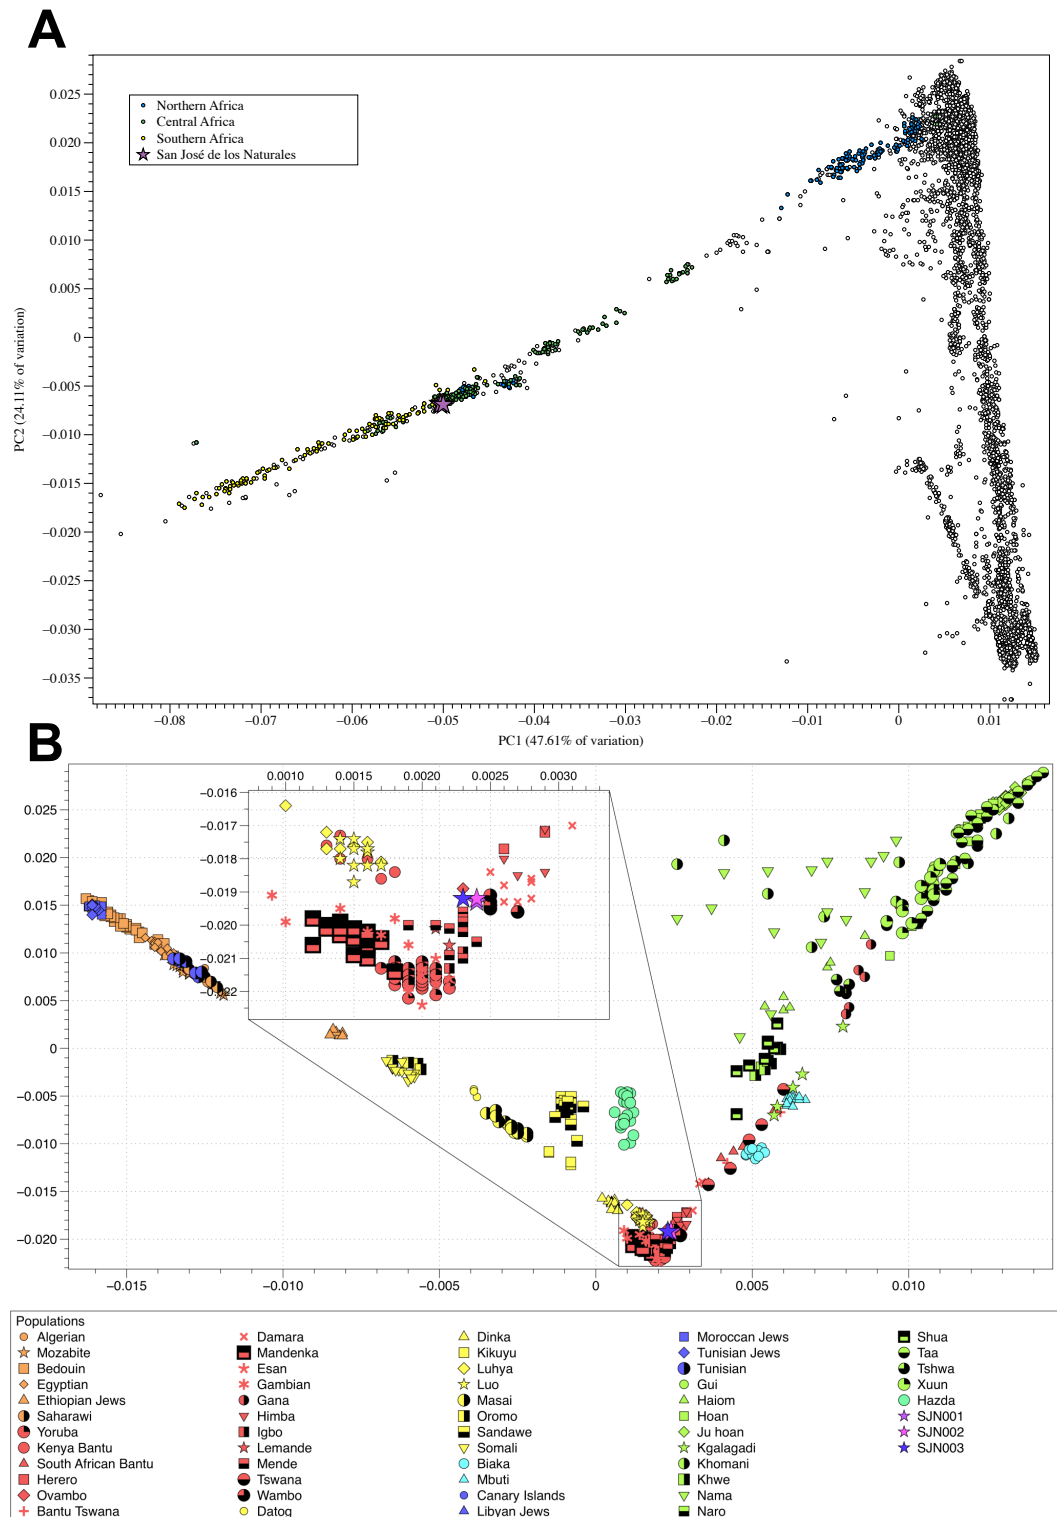 A
Northern Africa
Central Africa
Southern Africa
San José de los Naturales
0.025
0.020
0.015
0.010
0.005
0
−0.005
−0.010
−0.015
−0.020
−0.025
−0.030
−0.035
PC2 (24.11% of variation)
−0.08 −0.07 −0.06 −0.05 −0.04 −0.03 −0.02 −0.01 0 0.01
PC1 (47.61% of variation)
B
0.0010 0.0015 0.0020 0.0025 0.0030
−0.016
−0.017
−0.018
−0.019
−0.020
−0.021
−0.022
0.025
0.020
0.015
0.010
0.005
0
−0.005
−0.010
−0.015
−0.020
−0.015 −0.010 −0.005 0 0.005 0.010
Populations
Algerian
Mozabite
Bedouin
Egyptian
Ethiopian Jews
Saharawi
Yoruba
Kenya Bantu
South African Bantu
Herero
Ovambo
Bantu Tswana
Damara
Mandenka
Esan
Gambian
Gana
Himba
Igbo
Lemande
Mende
Tswana
Wambo
Datog
Dinka
Kikuyu
Luhya
Luo
Masai
Oromo
Sandawe
Somali
Biaka
Mbuti
Canary Islands
Libyan Jews
Moroccan Jews
Tunisian Jews
Tunisian
Gui
Haiom
Hoan
Ju hoan
Kgalagadi
Khomani
Khwe
Nama
Naro
Shua
Taa
Tshwa
Xuun
Hazda
SJN001
SJN002
SJN003